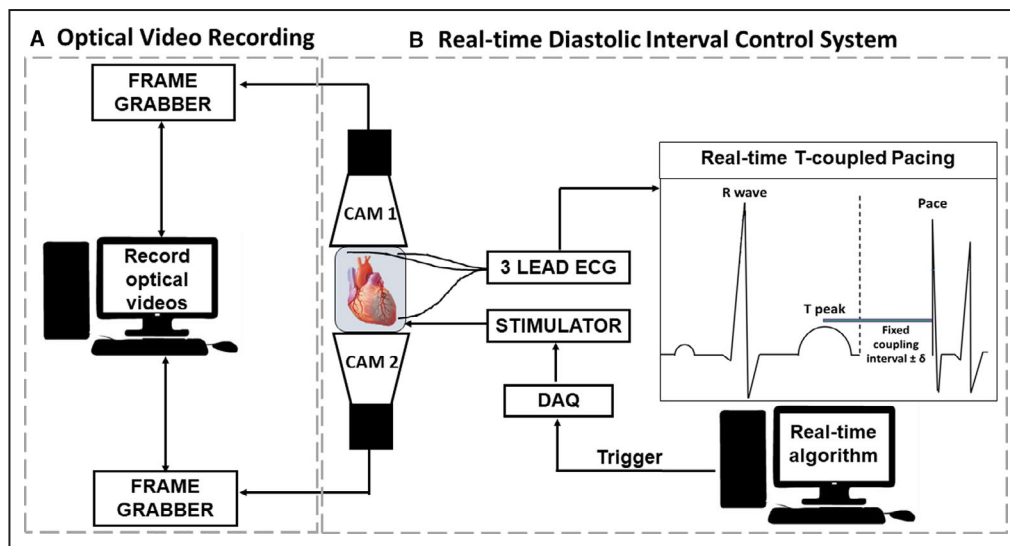 A Optical Video Recording
FRAME
GRABBER
Record
optical
videos
FRAME
GRABBER
B Real-time Diastolic Interval Control System
CAM 1
CAM 2
3 LEAD ECG
STIMULATOR
DAQ
Trigger
Real-time T-coupled Pacing
R wave
Pace
T peak
Fixed
coupling
interval ± δ
Real-time
algorithm